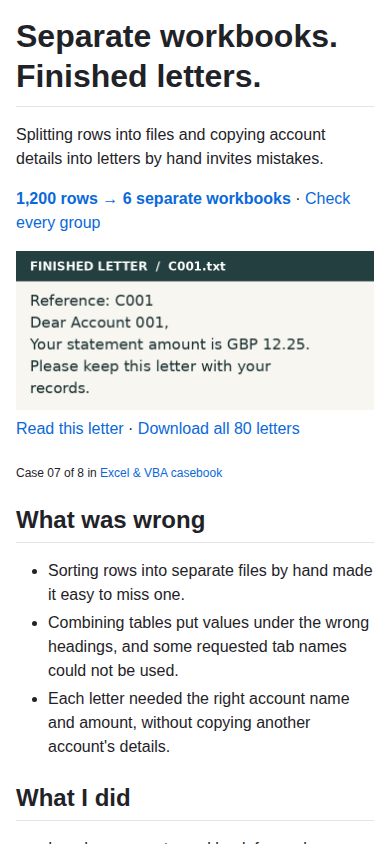 Separate workbooks.
Finished letters.
Splitting rows into files and copying account
details into letters by hand invites mistakes.
1,200 rows → 6 separate workbooks · Check
every group
FINISHED LETTER / C001.txt
Reference: C001
Dear Account 001,
Your statement amount is GBP 12.25.
Please keep this letter with your
records.
Read this letter · Download all 80 letters
Case 07 of 8 in Excel & VBA casebook
What was wrong
• Sorting rows into separate files by hand made
it easy to miss one.
• Combining tables put values under the wrong
headings, and some requested tab names
could not be used.
• Each letter needed the right account name
and amount, without copying another
account's details.
What I did